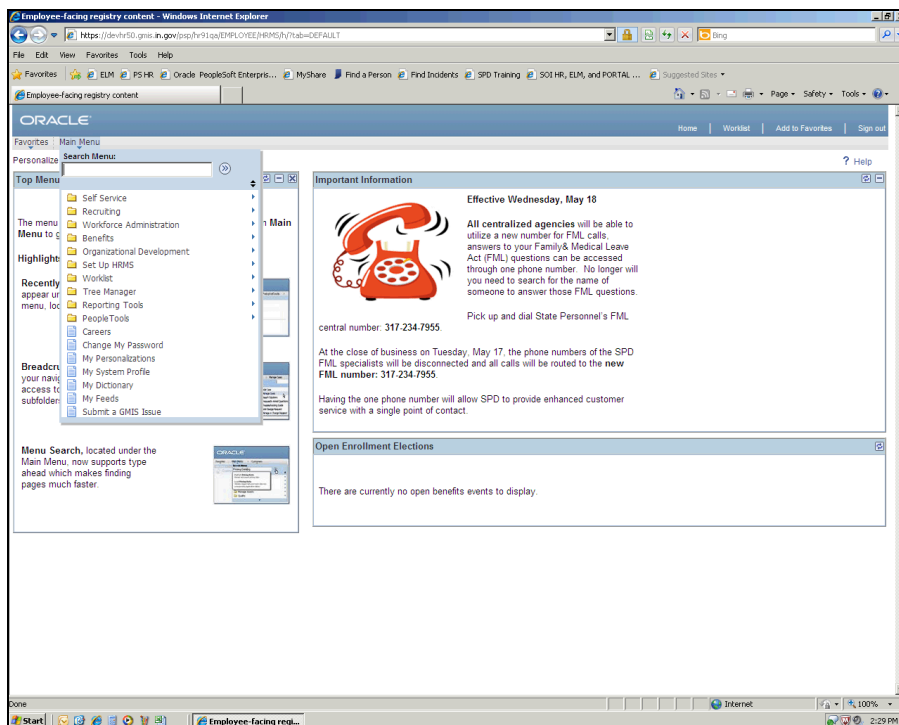 Employee-facing registry content - Windows Internet Explorer
https://devhr50.gmis.in.gov/psp/hr91qa/EMPLOYEE/HRMS/h/?tab=DEFAULT
Bing
File Edit View Favorites Tools Help
Favorites ELM PS HR Oracle PeopleSoft Enterpris... MyShare Find a Person Find Incidents SPD Training SOI HR, ELM, and PORTAL ... Suggested Sites
Employee-facing registry content
Page Safety Tools
ORACLE
Home | Worklist | Add to Favorites | Sign out
Favorites Main Menu
Personalize
? Help
Search Menu:
Self Service
Recruiting
Workforce Administration
Benefits
Organizational Development
Set Up HRMS
Worklist
Tree Manager
Reporting Tools
PeopleTools
Careers
Change My Password
My Personalizations
My System Profile
My Dictionary
My Feeds
Submit a GMIS Issue
Top Menu
The menu
Main
Menu to
Highlight
Recently
appear
menu,
Breadcru
your navig
access to
subfolder
Menu Search, located under the
Main Menu, now supports type
ahead which makes finding
pages much faster.
ORACLE
Important Information
Effective Wednesday, May 18
All centralized agencies will be able to
utilize a new number for FML calls,
answers to your Family& Medical Leave
Act (FML) questions can be accessed
through one phone number. No longer will
you need to search for the name of
someone to answer those FML questions.
Pick up and dial State Personnel's FML
central number: 317-234-7955.
At the close of business on Tuesday, May 17, the phone numbers of the SPD
FML specialists will be disconnected and all calls will be routed to the new
FML number: 317-234-7955.
Having the one phone number will allow SPD to provide enhanced customer
service with a single point of contact.
Open Enrollment Elections
There are currently no open benefits events to display.
Done
Internet
100%
Start
Employee-facing regi...
2:29 PM